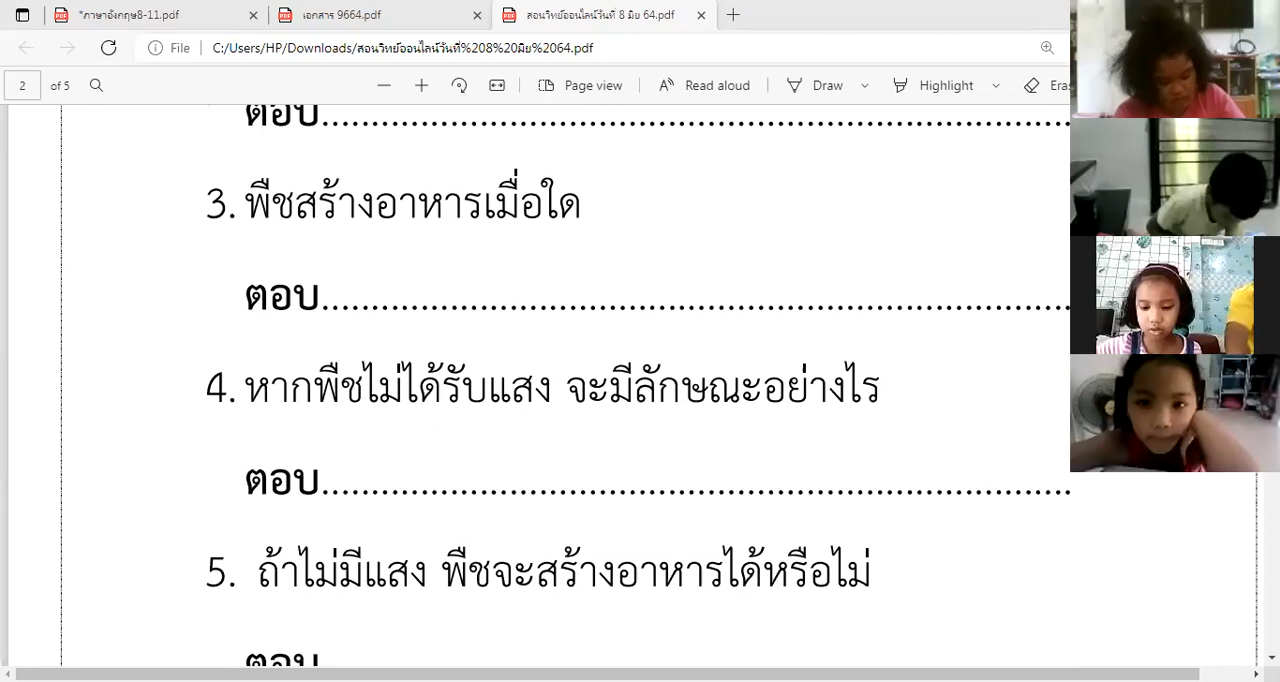 *ภาษาอังกฤษ8-11.pdf
เอกสาร 9664.pdf
สอนวิทย์ออนไลน์วันที่ 8 มิย 64.pdf
File
C:/Users/HP/Downloads/สอนวิทย์ออนไลน์วันที่%208%20มิย%2064.pdf
2 of 5
Page view
Read aloud
Draw
Highlight
Eras
ตอบ......................................................................
3. พืชสร้างอาหารเมื่อใด
ตอบ......................................................................
4. หากพืชไม่ได้รับแสง จะมีลักษณะอย่างไร
ตอบ......................................................................
5. ถ้าไม่มีแสง พืชจะสร้างอาหารได้หรือไม่
ตอบ